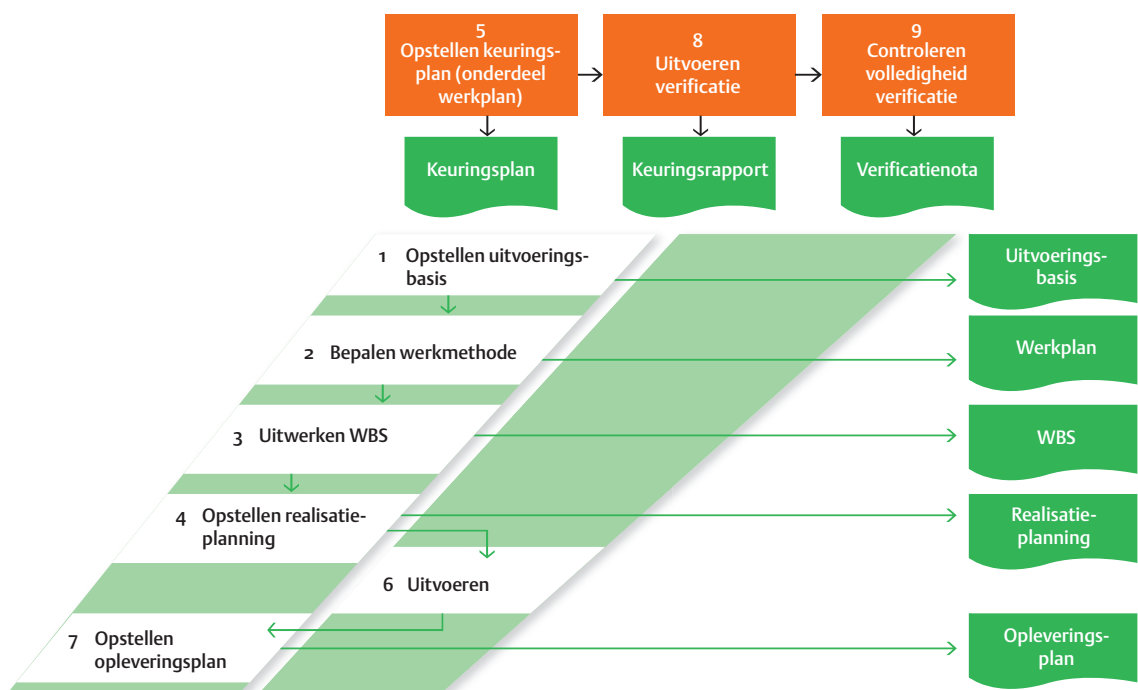 5
Opstellen keurings-
plan (onderdeel
werkplan)
8
Uitvoeren
verificatie
9
Controleren
volledigheid
verificatie
Keuringsplan
Keuringsrapport
Verificatienota
1 Opstellen uitvoerings-
basis
Uitvoerings-
basis
2 Bepalen werkmethode
Werkplan
3 Uitwerken WBS
WBS
4 Opstellen realisatie-
planning
Realisatie-
planning
6 Uitvoeren
7 Opstellen
opleveringsplan
Opleverings-
plan